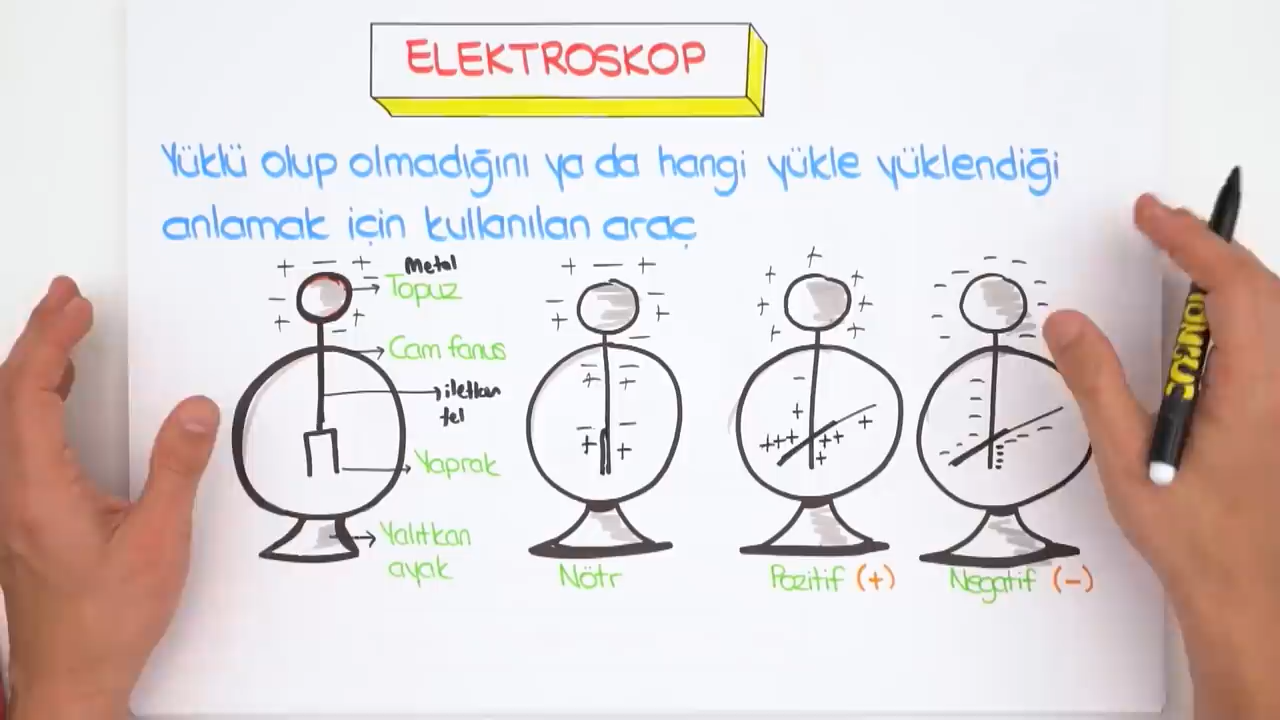 ELEKTROSKOP
Yüklü olup olmadığını ya da hangi yükle yüklendiği
anlamak için kullanılan araç
Metal
Topuz
Cam fanus
iletken
tel
Yaprak
Yalıtkan
ayak
Nötr
Pozitif (+)
Negatif (-)